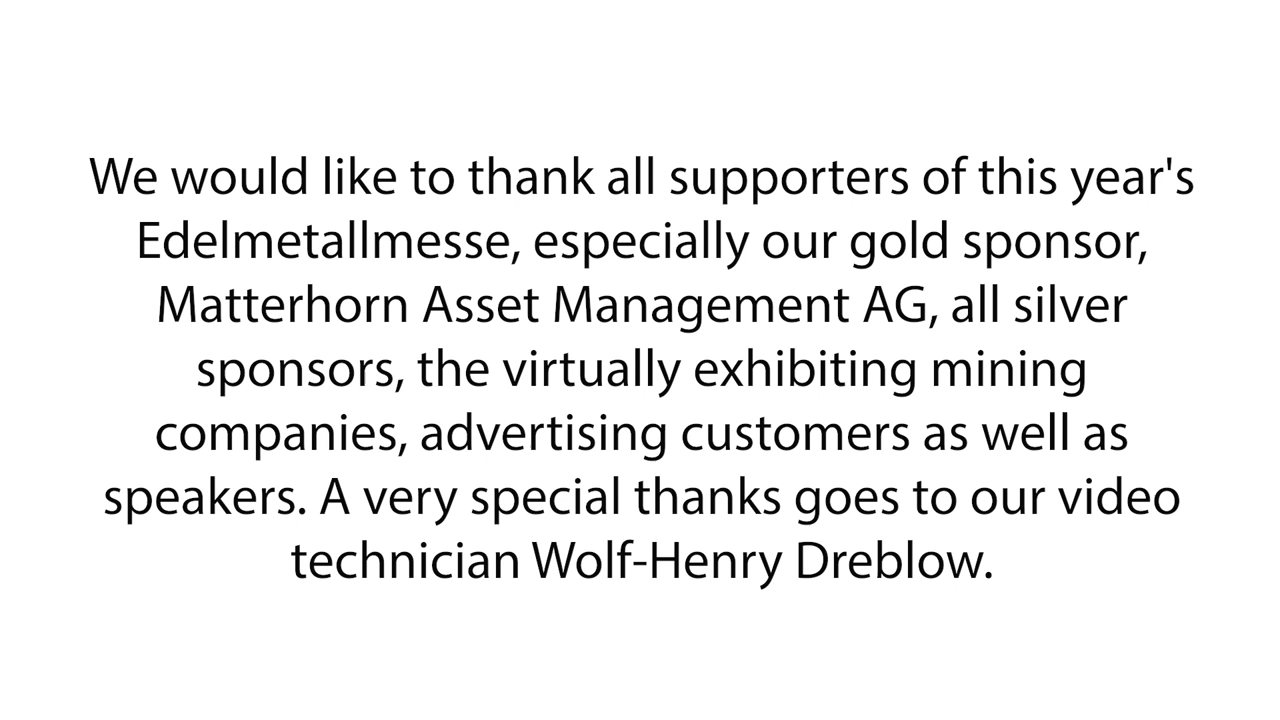 We would like to thank all supporters of this year's
Edelmetallmesse, especially our gold sponsor,
Matterhorn Asset Management AG, all silver
sponsors, the virtually exhibiting mining
companies, advertising customers as well as
speakers. A very special thanks goes to our video
technician Wolf-Henry Dreblow.